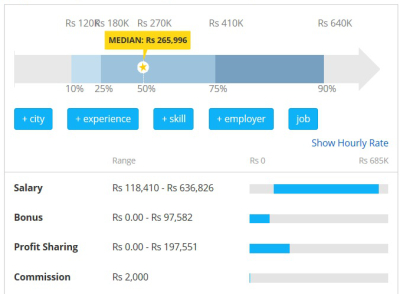 Rs 120K Rs 180K Rs 270K Rs 410K Rs 640K
MEDIAN: Rs 265,996
10% 25% 50% 75% 90%
+ city + experience + skill + employer job
Show Hourly Rate
Range Rs 0 Rs 685K
Salary Rs 118,410 - Rs 636,826
Bonus Rs 0.00 - Rs 97,582
Profit Sharing Rs 0.00 - Rs 197,551
Commission Rs 2,000